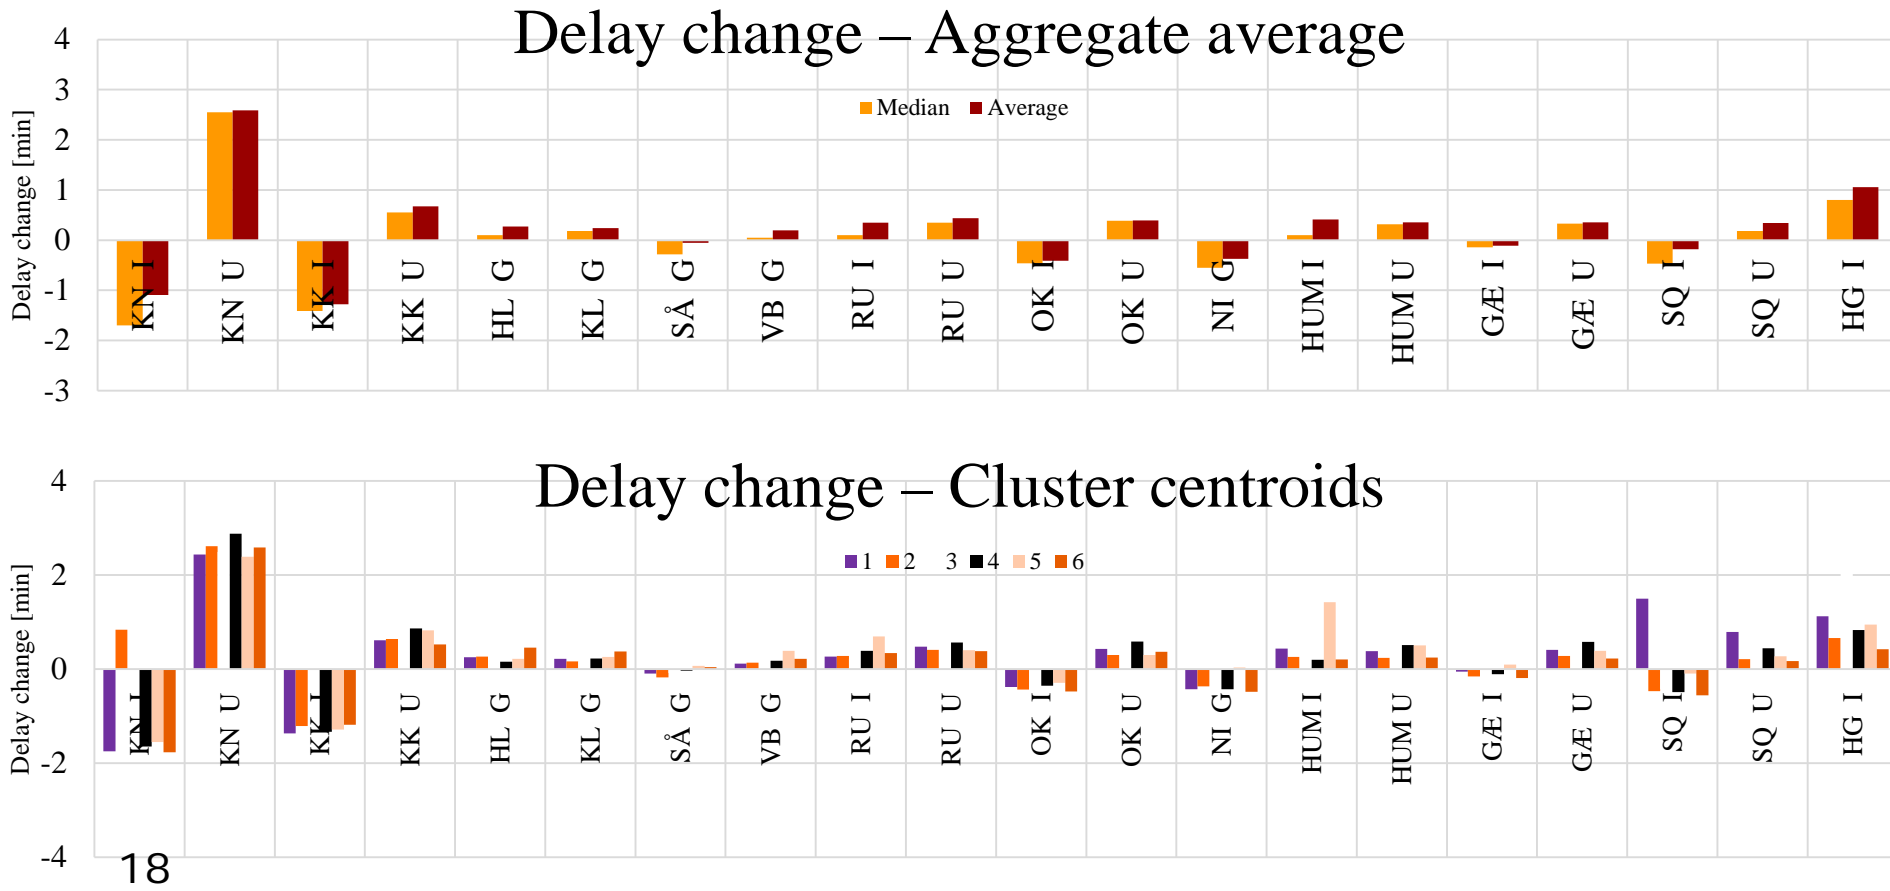 Delay change – Aggregate average
4
3
2
1
0
-1
-2
-3
Delay change [min]
Median Average
KN I
KN U
KK I
KK U
HL G
KL G
SÅ G
VB G
RU I
RU U
OK I
OK U
NI G
HUM I
HUM U
GÆ I
GÆ U
SQ I
SQ U
HG I
Delay change – Cluster centroids
4
2
0
-2
-4
Delay change [min]
1 2 3 4 5 6
KN I
KN U
KK I
KK U
HL G
KL G
SÅ G
VB G
RU I
RU U
OK I
OK U
NI G
HUM I
HUM U
GÆ I
GÆ U
SQ I
SQ U
HG I
18